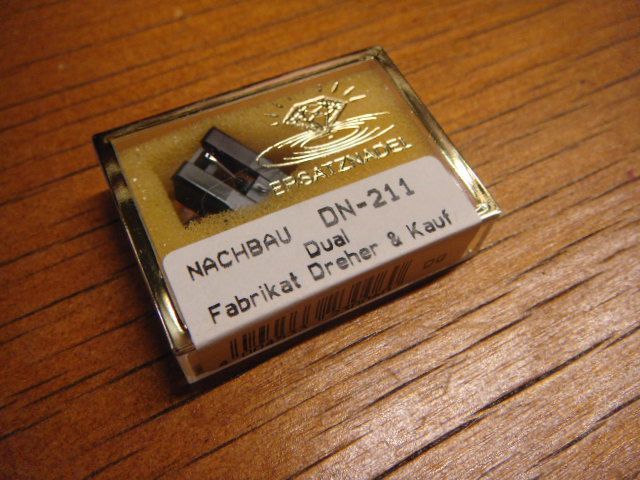 ERSATZNADEL
NACHBAU DN-211
Dual
Fabrikat Dreher & Kauf